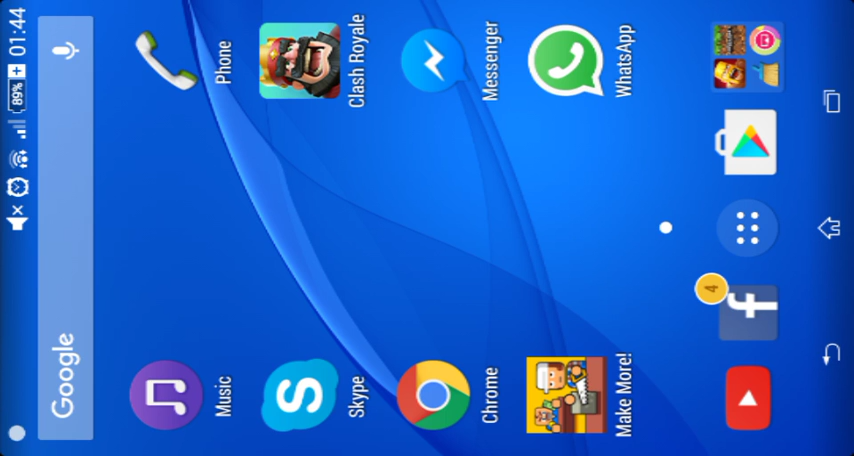 89% 01:44
Google
Music Phone
Skype Clash Royale
Chrome Messenger
Make More! WhatsApp
4